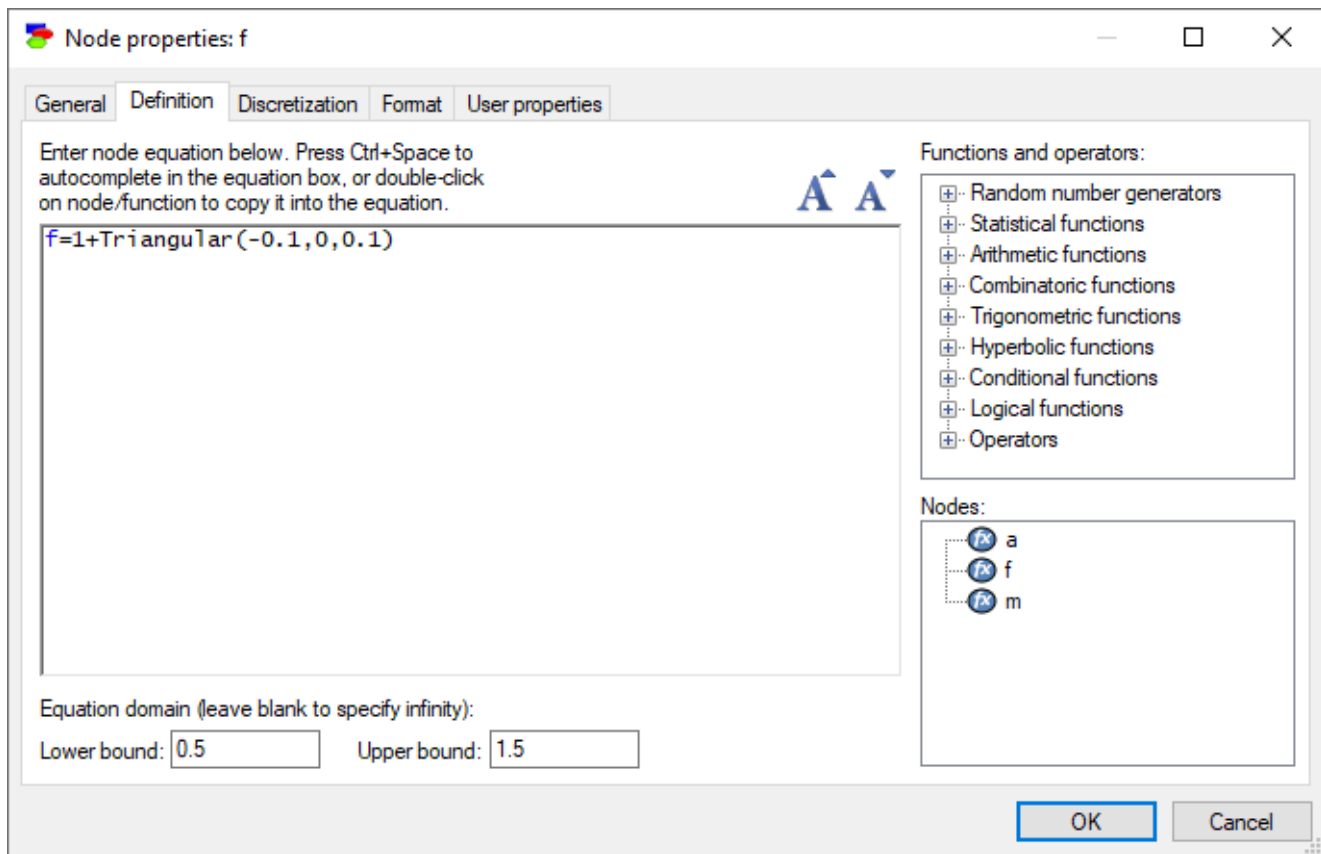 Node properties: f
General Definition Discretization Format User properties
Enter node equation below. Press Ctrl+Space to
autocomplete in the equation box, or double-click
on node/function to copy it into the equation.
A A
f=1+Triangular(-0.1,0,0.1)
Equation domain (leave blank to specify infinity):
Lower bound: 0.5 Upper bound: 1.5
Functions and operators:
Random number generators
Statistical functions
Arithmetic functions
Combinatoric functions
Trigonometric functions
Hyperbolic functions
Conditional functions
Logical functions
Operators
Nodes:
fx a
fx f
fx m
OK Cancel